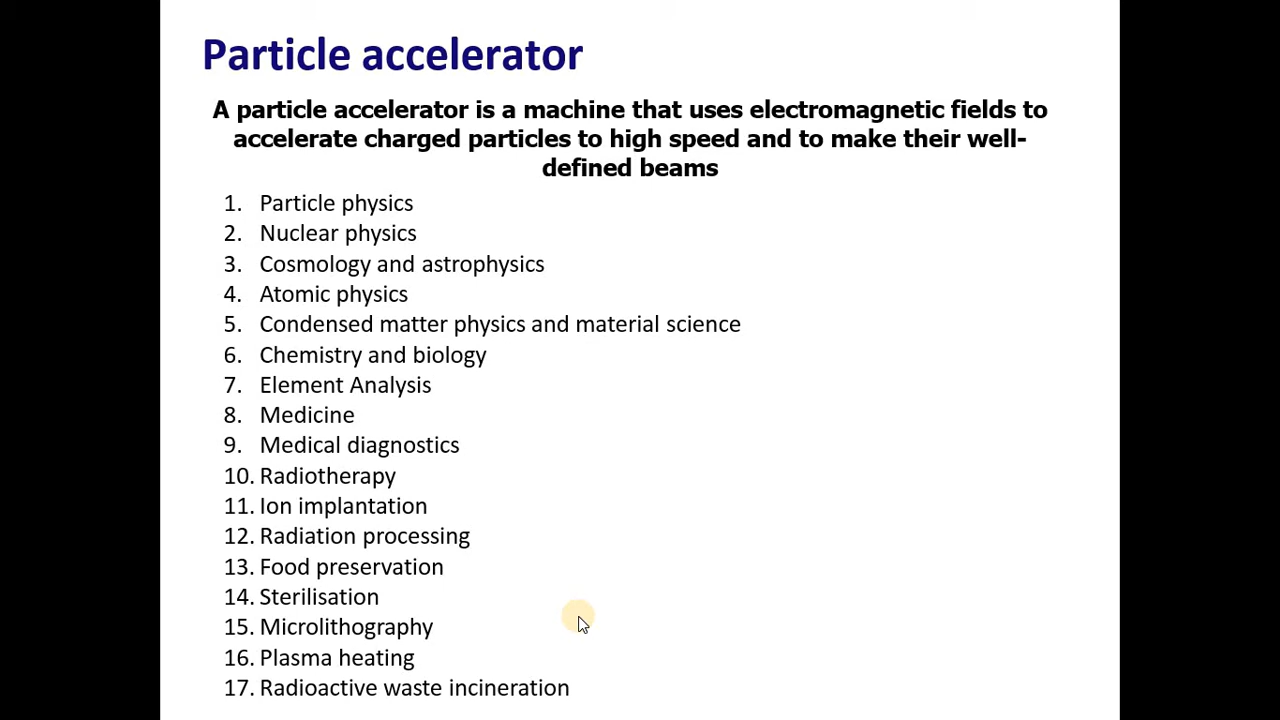 Particle accelerator
A particle accelerator is a machine that uses electromagnetic fields to
accelerate charged particles to high speed and to make their well-
defined beams
1. Particle physics
2. Nuclear physics
3. Cosmology and astrophysics
4. Atomic physics
5. Condensed matter physics and material science
6. Chemistry and biology
7. Element Analysis
8. Medicine
9. Medical diagnostics
10. Radiotherapy
11. Ion implantation
12. Radiation processing
13. Food preservation
14. Sterilisation
15. Microlithography
16. Plasma heating
17. Radioactive waste incineration